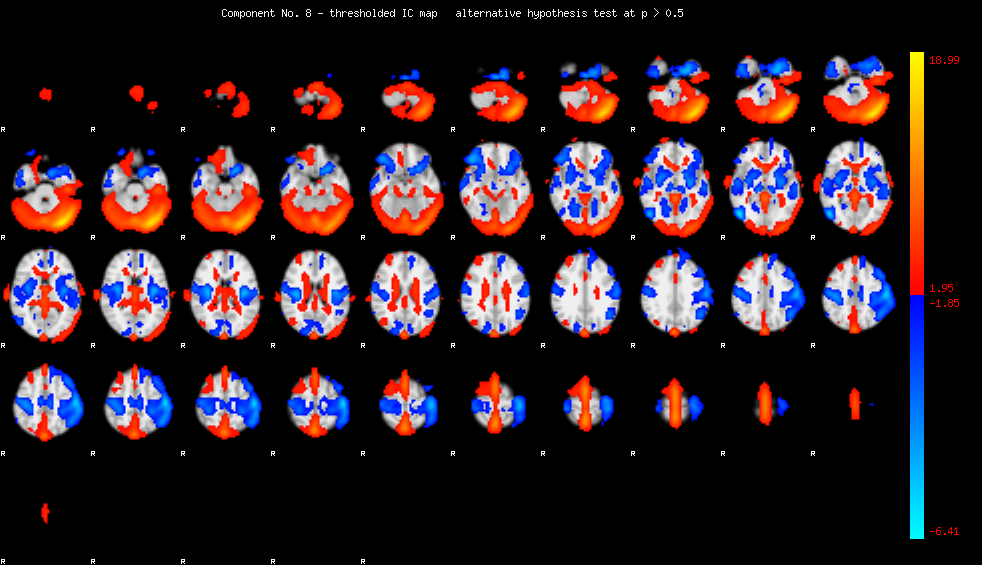 Component No. 8 - thresholded IC map   alternative hypothesis test at p > 0.5
18.99
R R R R R R R R R R
R R R R R R R R R R
1.95
-1.85
R R R R R R R R R R
R R R R R R R R R R
-6.41
R R R R R